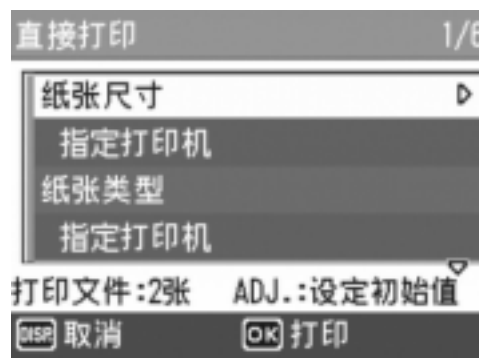 直接打印 1/6
纸张尺寸
指定打印机
纸张类型
指定打印机
打印文件:2张 ADJ.:设定初始值
DISP. 取消 OK 打印